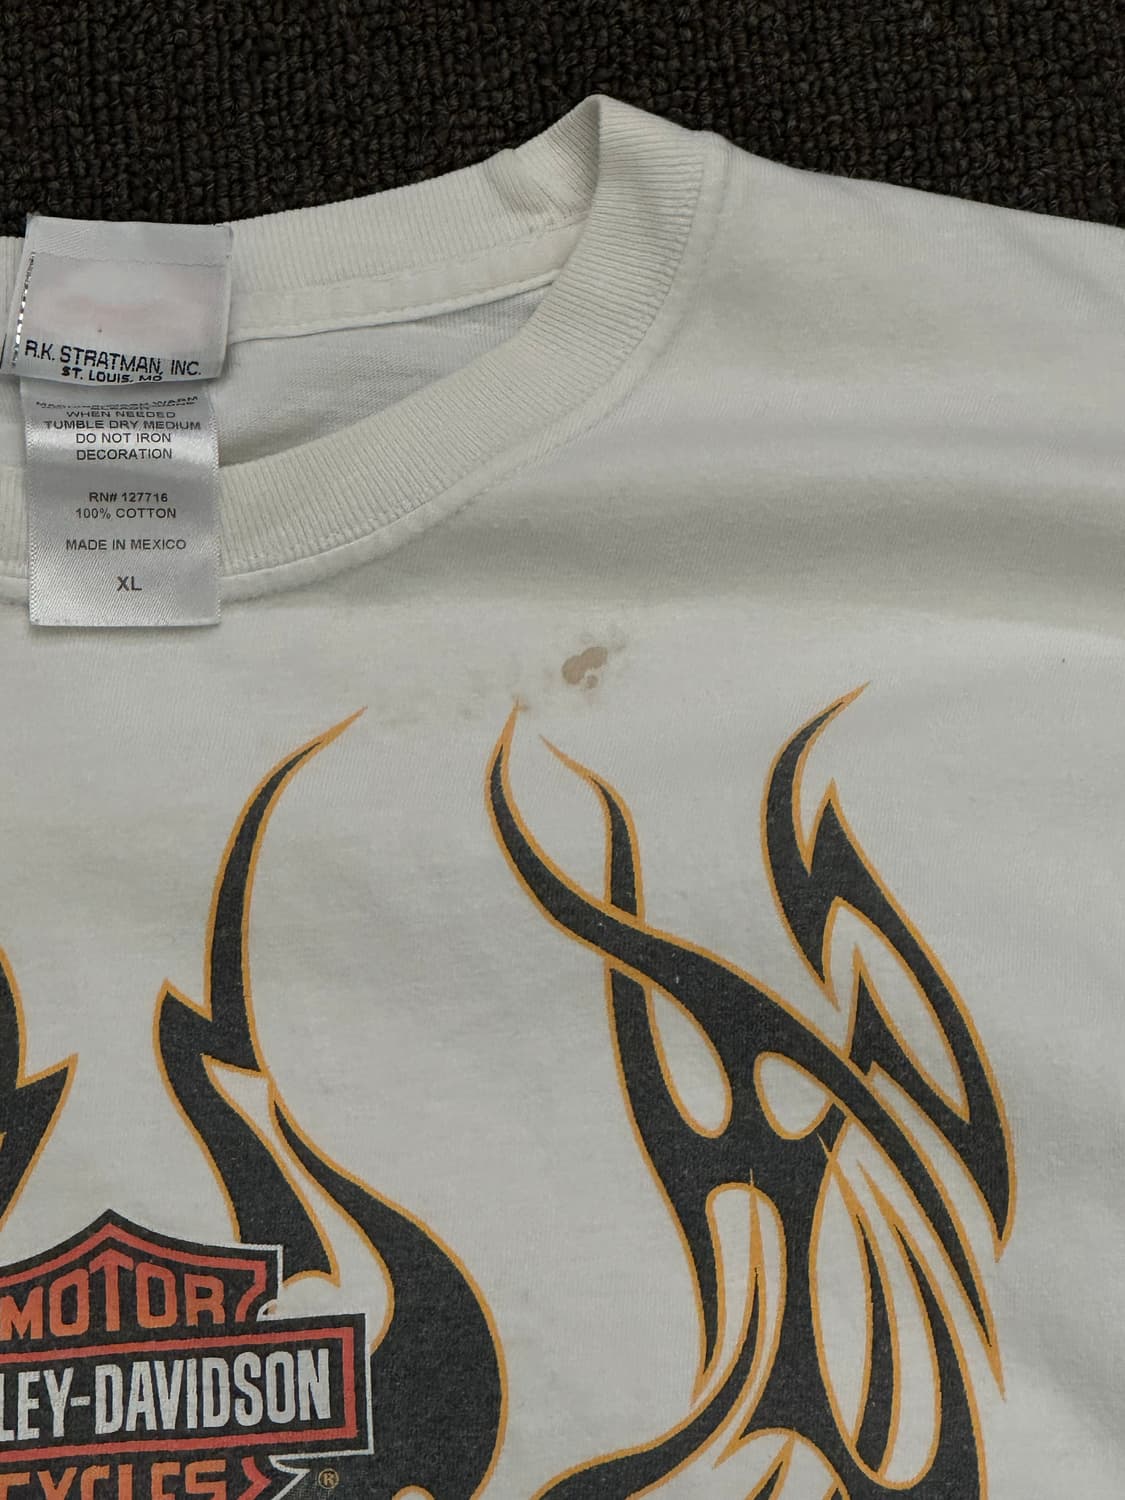 R.K. STRATMAN, INC.
ST. LOUIS, MO
WHEN NEEDED
TUMBLE DRY MEDIUM
DO NOT IRON
DECORATION
RN# 127716
100% COTTON
MADE IN MEXICO
XL
MOTOR
LEY-DAVIDSON
CYCLES
®